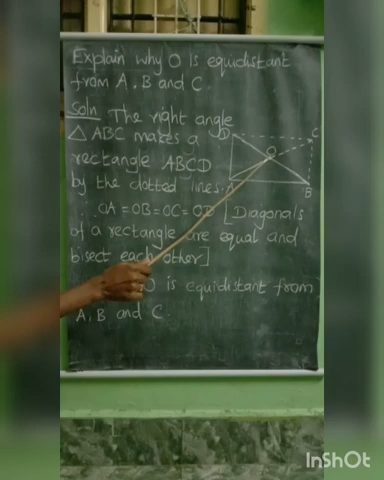 Explain why O is equidistant
from A, B and C.
Soln The right angle
△ ABC makes a
rectangle ABCD
by the dotted lines.
∴ OA = OB = OC = OD [Diagonals
of a rectangle are equal and
bisect each other]
O is equidistant from
A, B and C.
D
C
O
A
B
InShOt